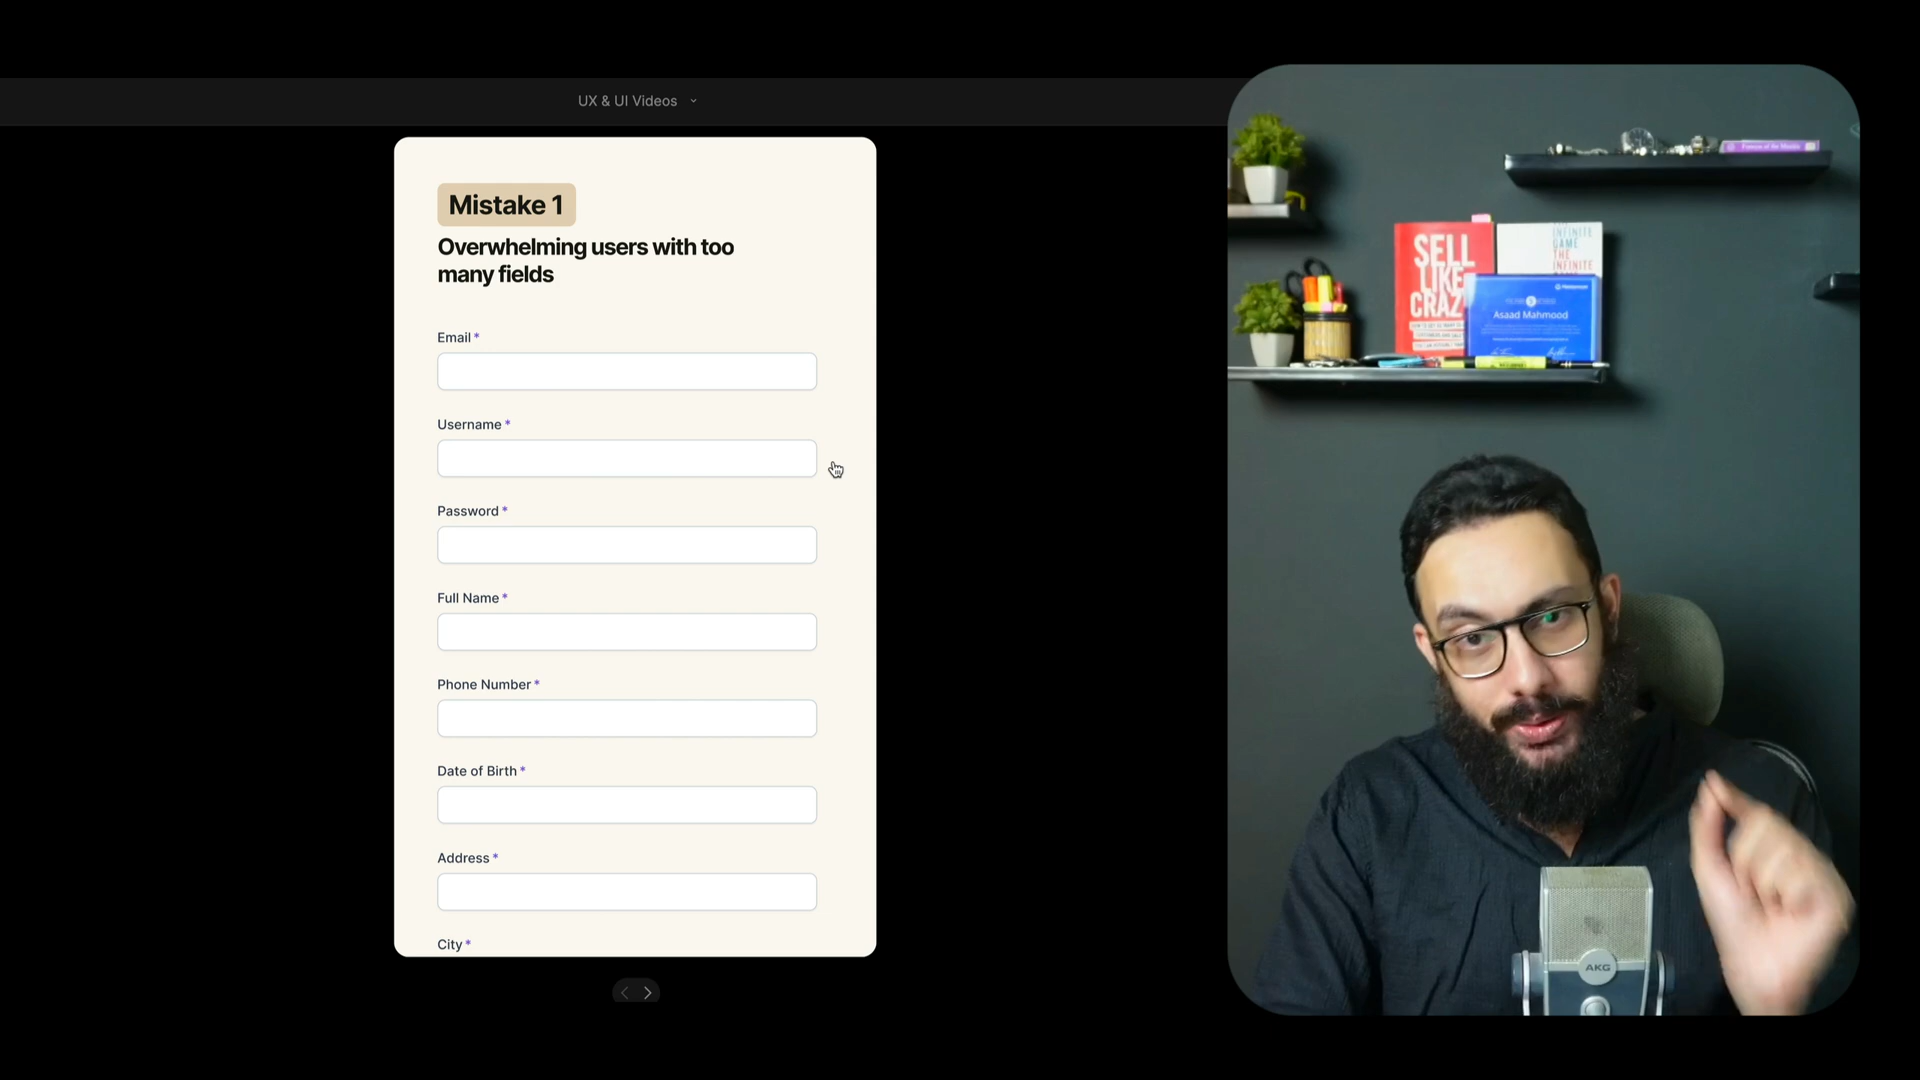 UX & UI Videos
Mistake 1
Overwhelming users with too
many fields
Email *
Username *
Password *
Full Name *
Phone Number *
Date of Birth *
Address *
City *
SELL
LIKE
CRAZ
INFINITE
GAME
THE
INFINITE
Asaad Mahmood
AKG